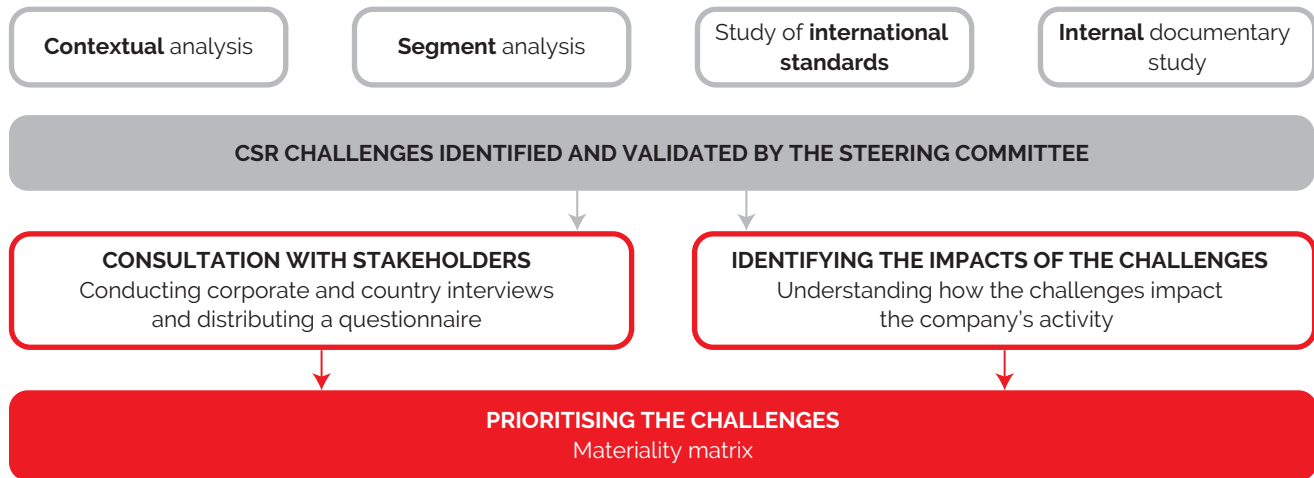 Contextual analysis
Segment analysis
Study of international
standards
Internal documentary
study
CSR CHALLENGES IDENTIFIED AND VALIDATED BY THE STEERING COMMITTEE
CONSULTATION WITH STAKEHOLDERS
Conducting corporate and country interviews
and distributing a questionnaire
IDENTIFYING THE IMPACTS OF THE CHALLENGES
Understanding how the challenges impact
the company’s activity
PRIORITISING THE CHALLENGES
Materiality matrix